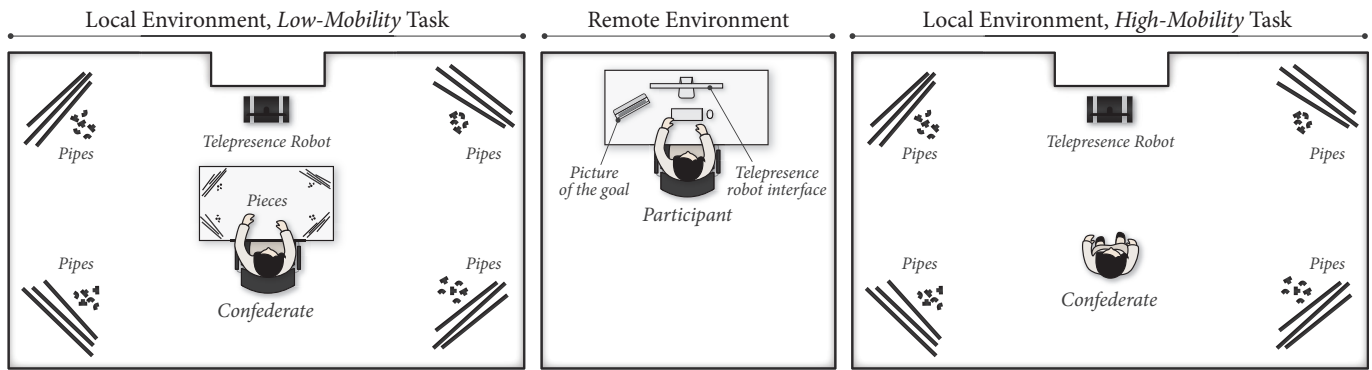 Local Environment, Low-Mobility Task
Pipes
Telepresence Robot
Pipes
Pieces
Pipes
Pipes
Confederate
Remote Environment
Picture
of the goal
Telepresence
robot interface
Participant
Local Environment, High-Mobility Task
Pipes
Telepresence Robot
Pipes
Pipes
Pipes
Confederate